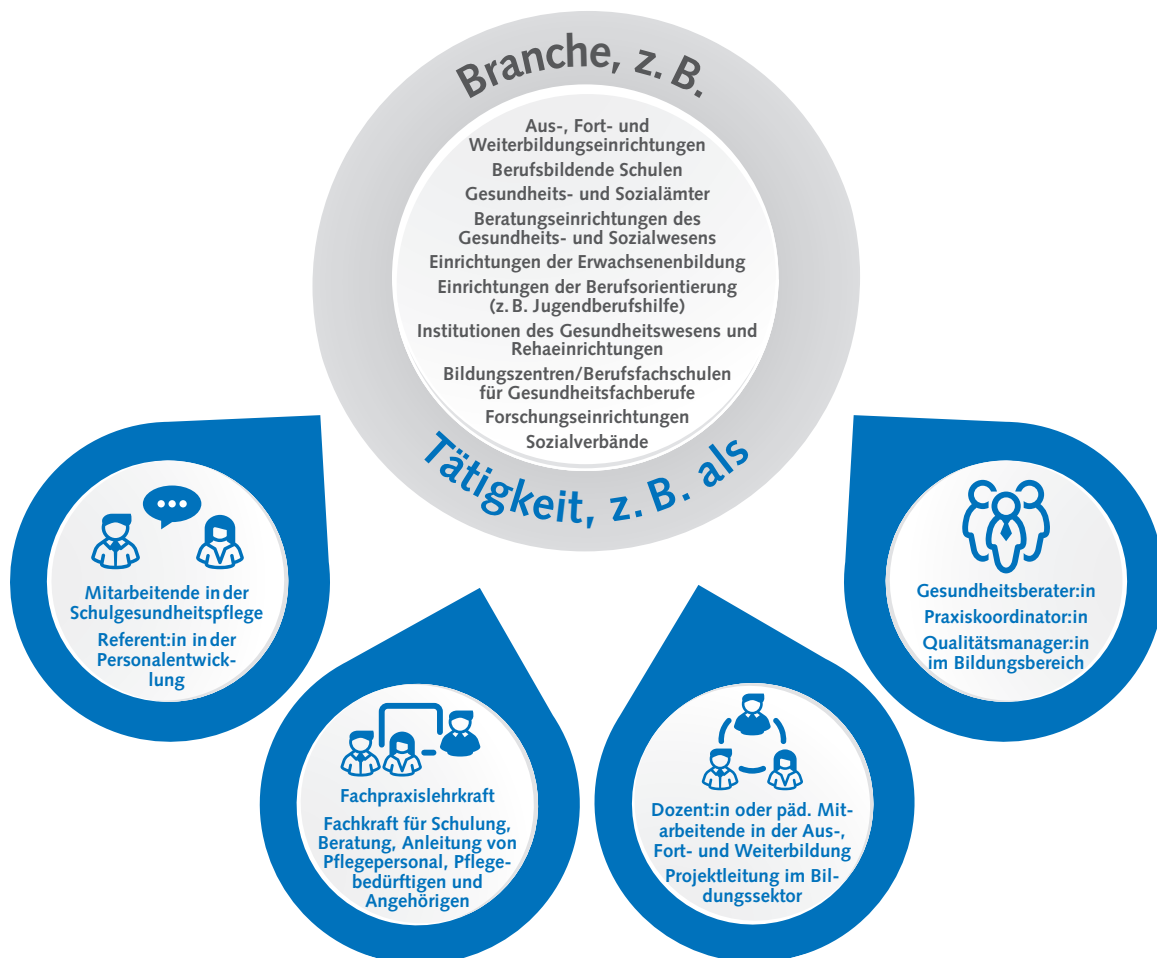 Branche, z. B.
Aus-, Fort- und
Weiterbildungseinrichtungen
Berufsbildende Schulen
Gesundheits- und Sozialämter
Beratungseinrichtungen des
Gesundheits- und Sozialwesens
Einrichtungen der Erwachsenenbildung
Einrichtungen der Berufsorientierung
(z. B. Jugendberufshilfe)
Institutionen des Gesundheitswesens und
Rehaeinrichtungen
Bildungszentren/Berufsfachschulen
für Gesundheitsfachberufe
Forschungseinrichtungen
Sozialverbände
Tätigkeit, z. B. als
Mitarbeitende in der
Schulgesundheitspflege
Referent:in in der
Personalentwick-
lung
Fachpraxislehrkraft
Fachkraft für Schulung,
Beratung, Anleitung von
Pflegepersonal, Pflege-
bedürftigen und
Angehörigen
Dozent:in oder päd. Mit-
arbeitende in der Aus-,
Fort- und Weiterbildung
Projektleitung im Bil-
dungssektor
Gesundheitsberater:in
Praxiskoordinator:in
Qualitätsmanager:in
im Bildungsbereich